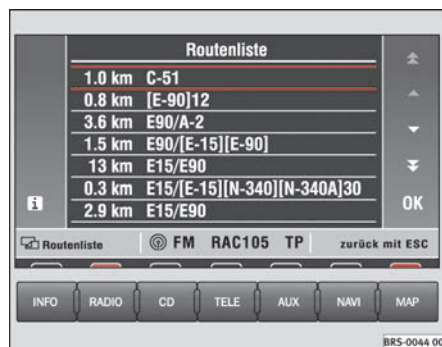 Routenliste
1.0 km C-51
0.8 km [E-90]12
3.6 km E90/A-2
1.5 km E90/[E-15][E-90]
13 km E15/E90
0.3 km E15/[E-15][N-340][N-340A]30
2.9 km E15/E90
i
OK
Routenliste FM RAC105 TP zurück mit ESC
INFO RADIO CD TELE AUX NAVI MAP
BRS-0044 00